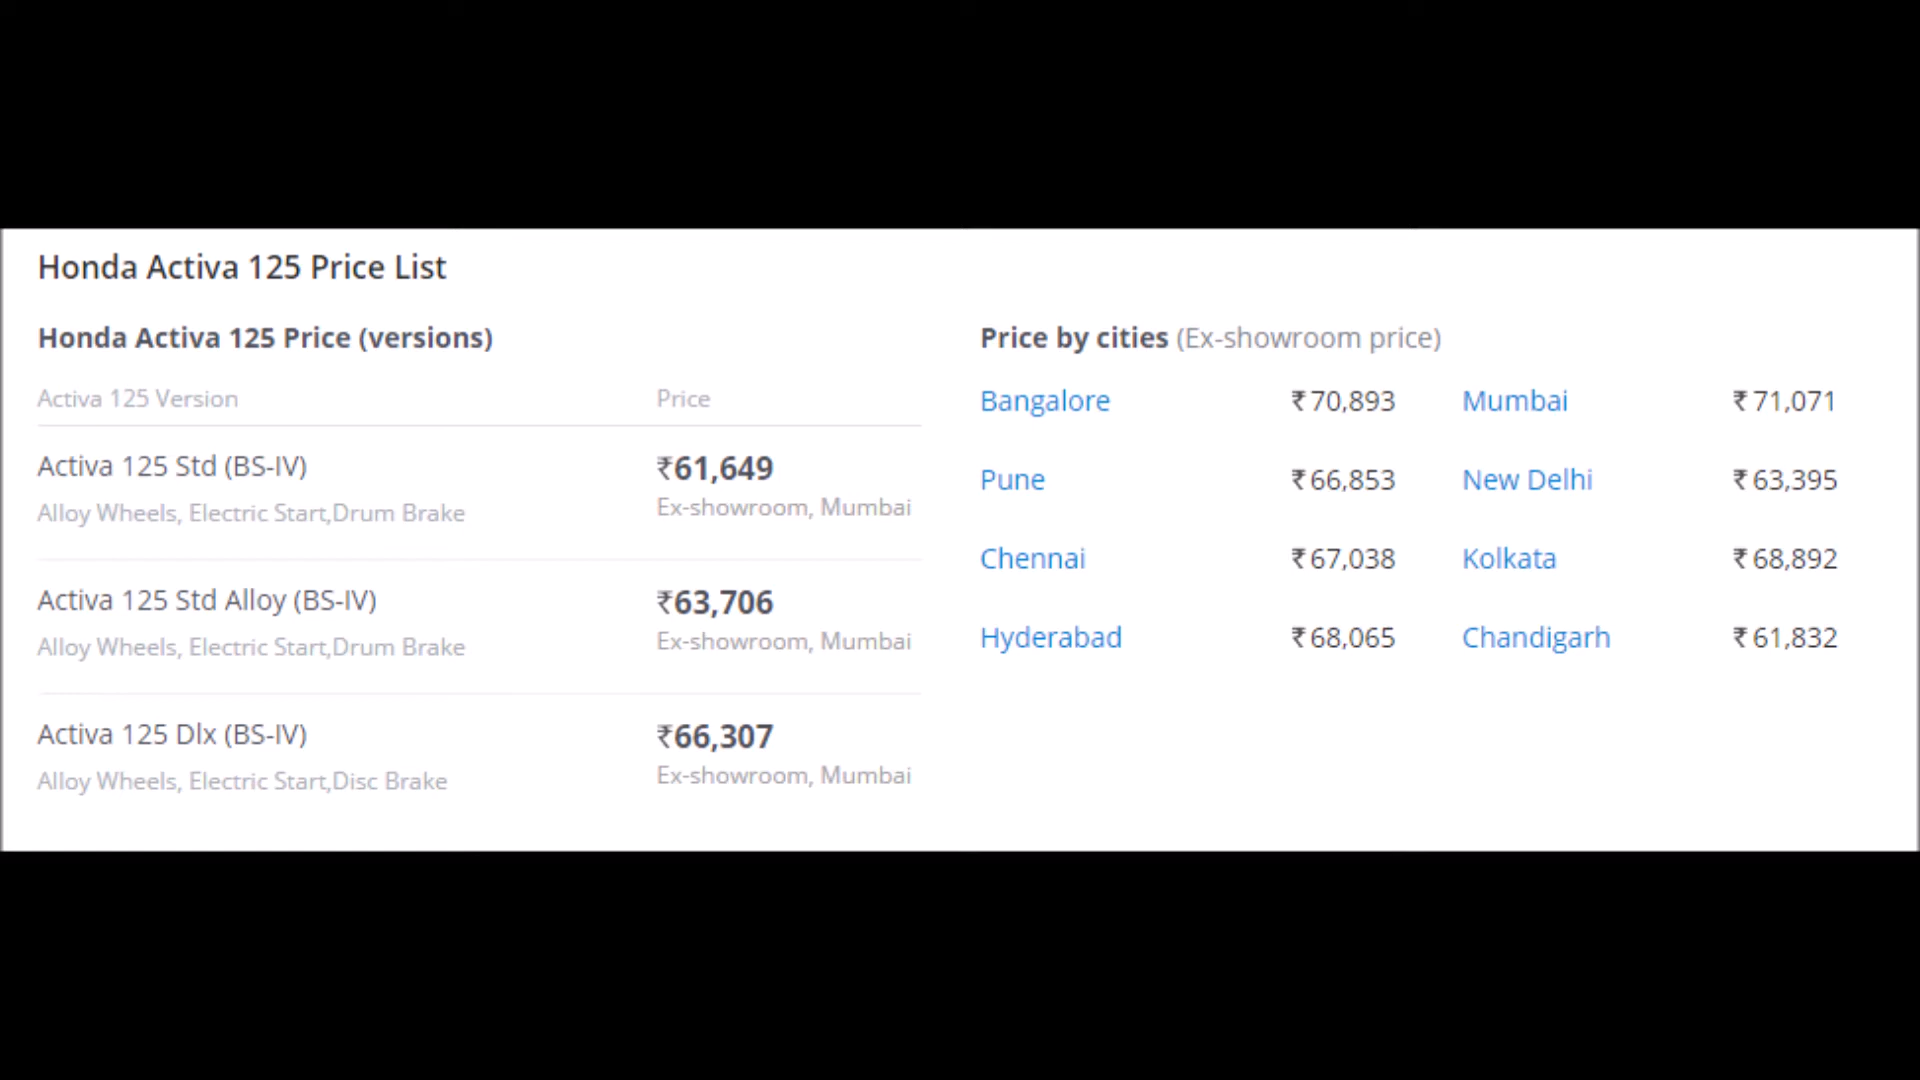 Honda Activa 125 Price List
Honda Activa 125 Price (versions)
Activa 125 Version Price
Activa 125 Std (BS-IV) ₹61,649
Alloy Wheels, Electric Start,Drum Brake Ex-showroom, Mumbai
Activa 125 Std Alloy (BS-IV) ₹63,706
Alloy Wheels, Electric Start,Drum Brake Ex-showroom, Mumbai
Activa 125 Dlx (BS-IV) ₹66,307
Alloy Wheels, Electric Start,Disc Brake Ex-showroom, Mumbai
Price by cities (Ex-showroom price)
Bangalore ₹70,893 Mumbai ₹71,071
Pune ₹66,853 New Delhi ₹63,395
Chennai ₹67,038 Kolkata ₹68,892
Hyderabad ₹68,065 Chandigarh ₹61,832